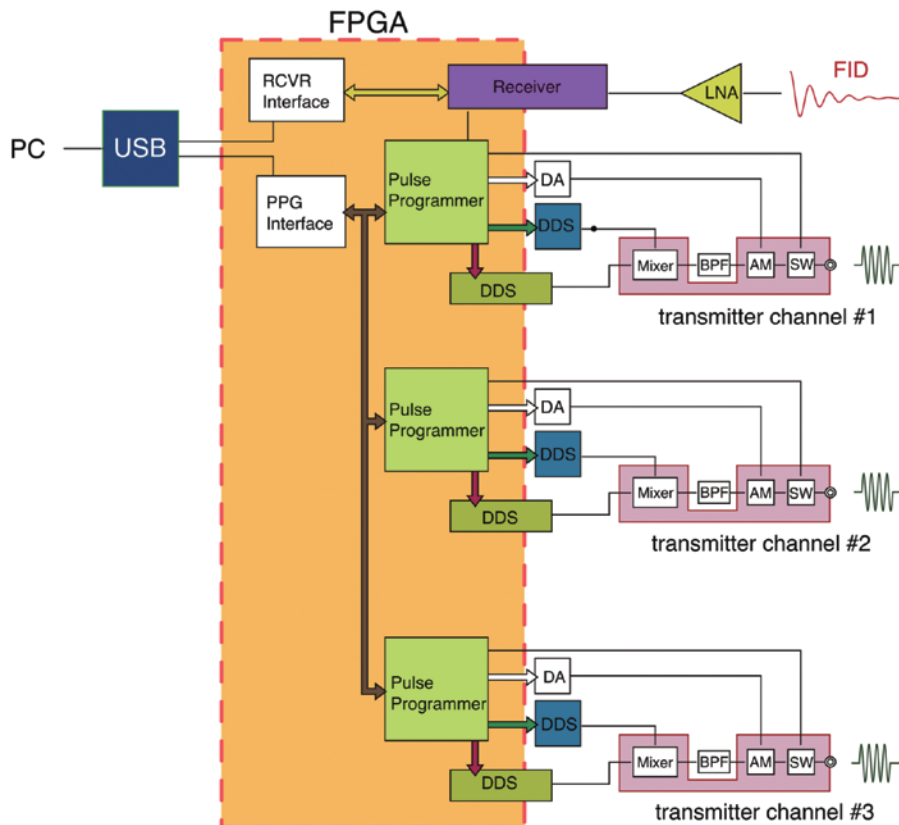 FPGA
RCVR
Interface
Receiver
LNA
FID
PC
USB
PPG
Interface
Pulse
Programmer
DA
DDS
DDS
Mixer
BPF
AM
SW
transmitter channel #1
Pulse
Programmer
DA
DDS
DDS
Mixer
BPF
AM
SW
transmitter channel #2
Pulse
Programmer
DA
DDS
DDS
Mixer
BPF
AM
SW
transmitter channel #3